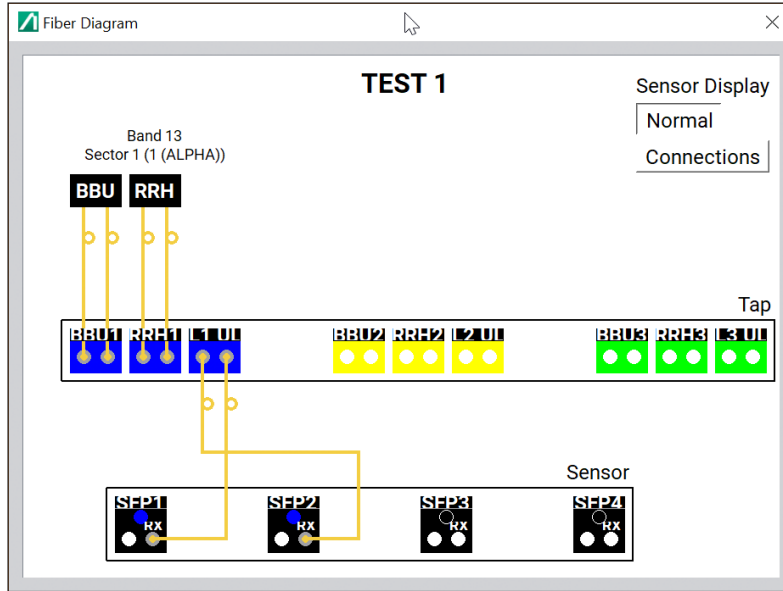 Fiber Diagram
TEST 1
Sensor Display
Normal
Connections
Band 13
Sector 1 (1 (ALPHA))
BBU RRH
Tap
BBU1 RRH1 L1 UL BBU2 RRH2 L2 UL BBU3 RRH3 L3 UL
Sensor
SFP1 SFP2 SFP3 SFP4
RX RX RX RX